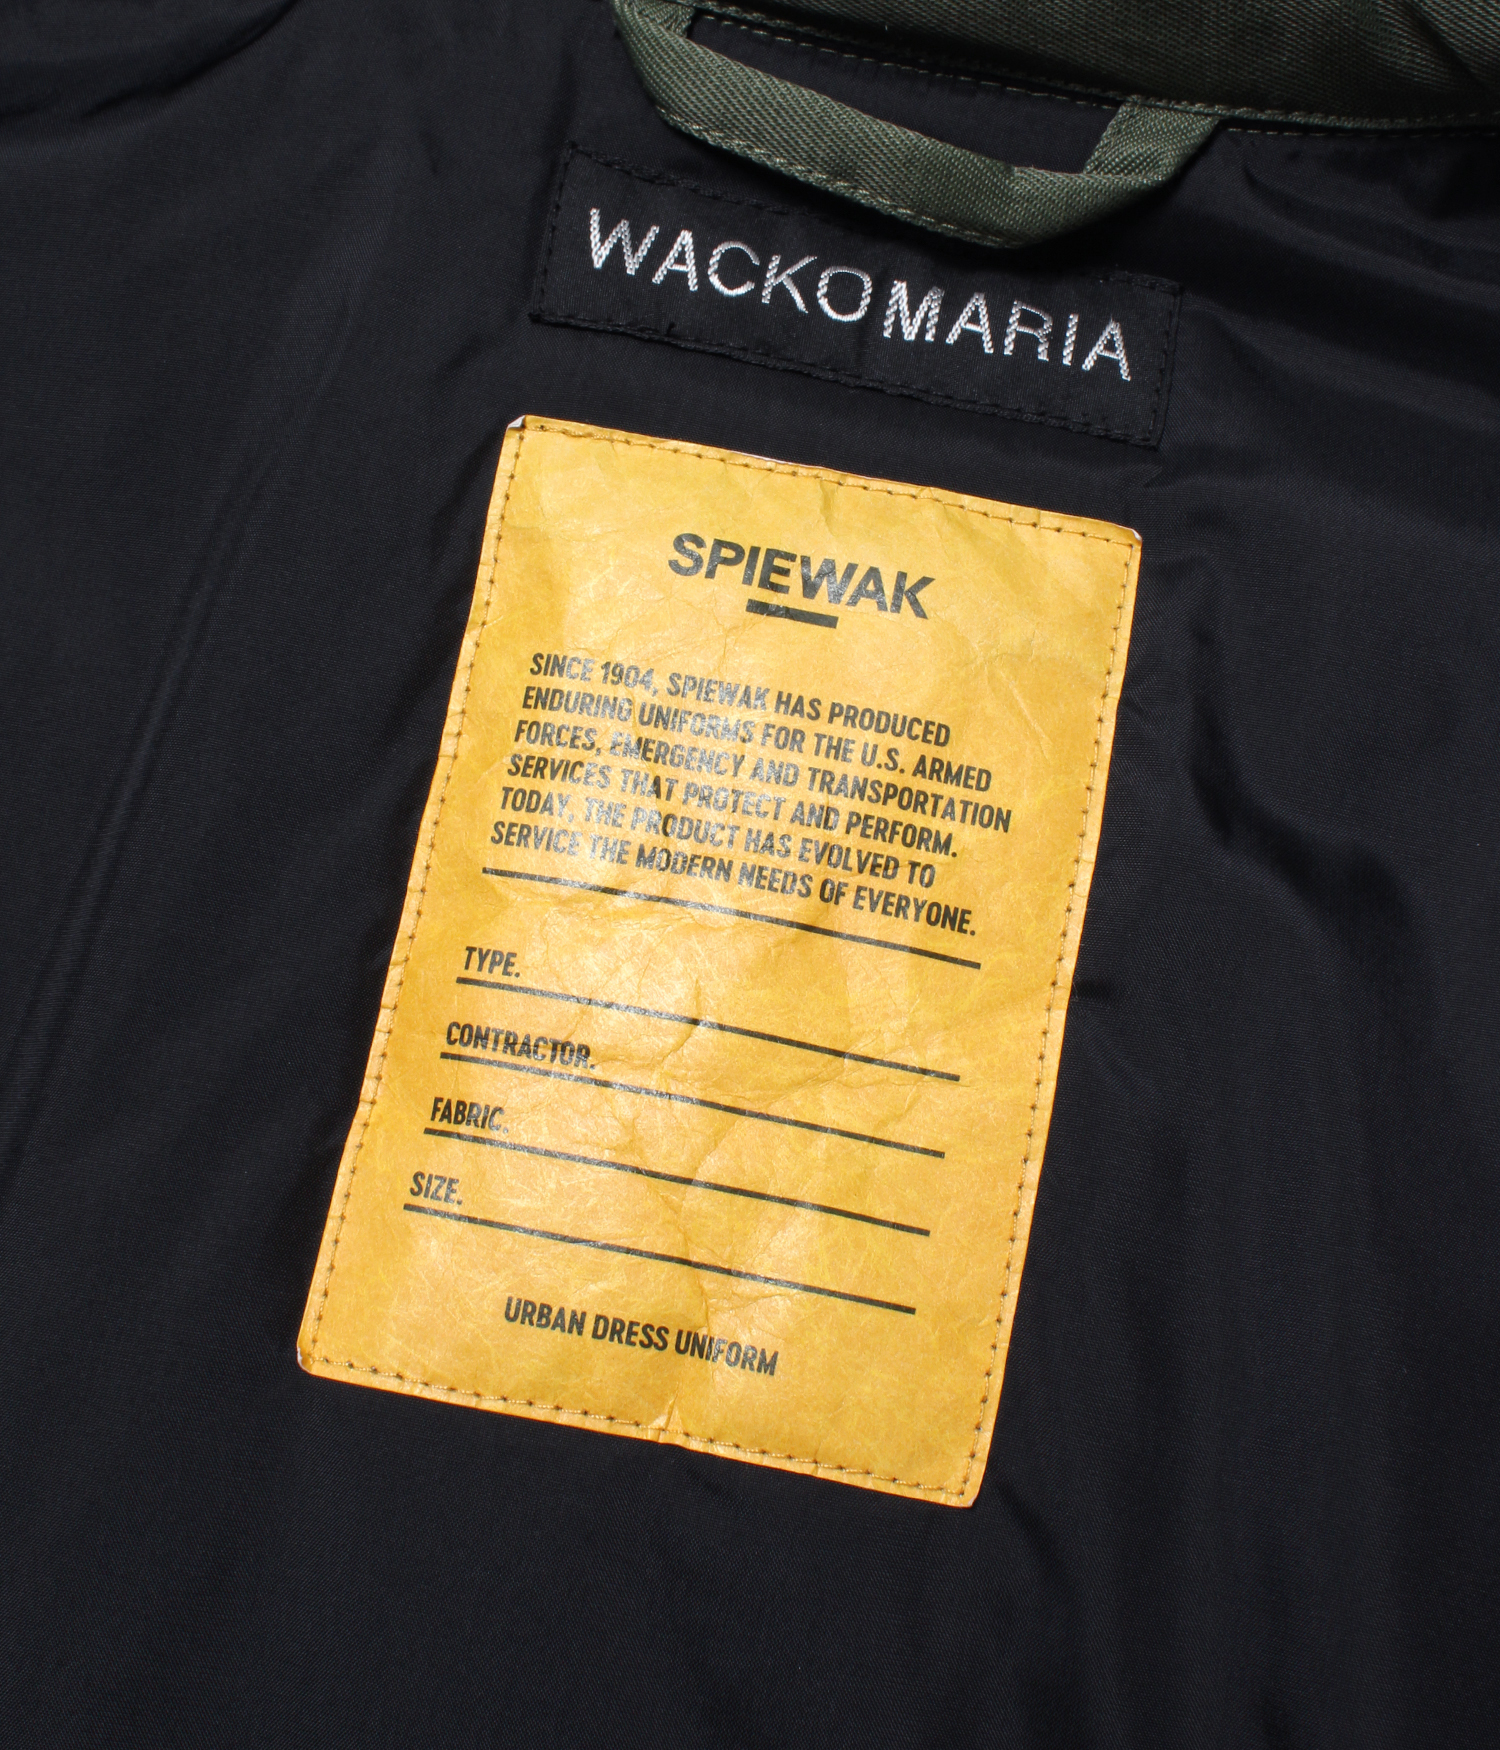 WACKOMARIA
SPIEWAK
SINCE 1904, SPIEWAK HAS PRODUCED
ENDURING UNIFORMS FOR THE U.S. ARMED
FORCES, EMERGENCY AND TRANSPORTATION
SERVICES THAT PROTECT AND PERFORM.
TODAY, THE PRODUCT HAS EVOLVED TO
SERVICE THE MODERN NEEDS OF EVERYONE.
TYPE.
CONTRACTOR.
FABRIC.
SIZE.
URBAN DRESS UNIFORM